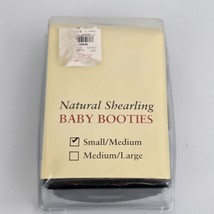 Natural Shearling
BABY BOOTIES
Small/Medium
Medium/Large